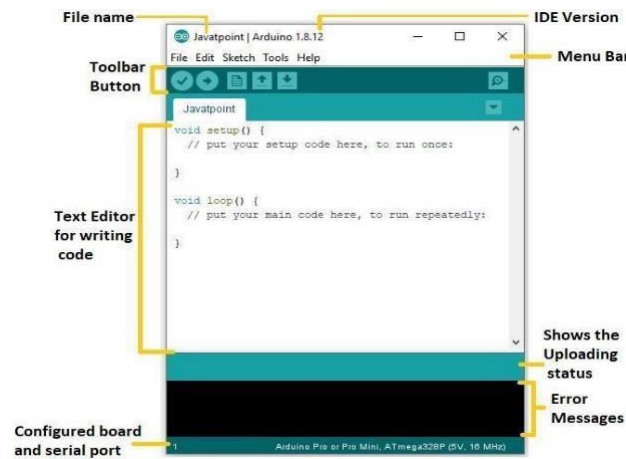 File name
IDE Version
Javatpoint | Arduino 1.8.12
File Edit Sketch Tools Help
Menu Bar
Toolbar
Button
Javatpoint
void setup() {
// put your setup code here, to run once:
}
void loop() {
// put your main code here, to run repeatedly:
}
Text Editor
for writing
code
Shows the
Uploading
status
Error
Messages
Configured board
and serial port
1
Arduino Pro or Pro Mini, ATmega328P (5V, 16 MHz)